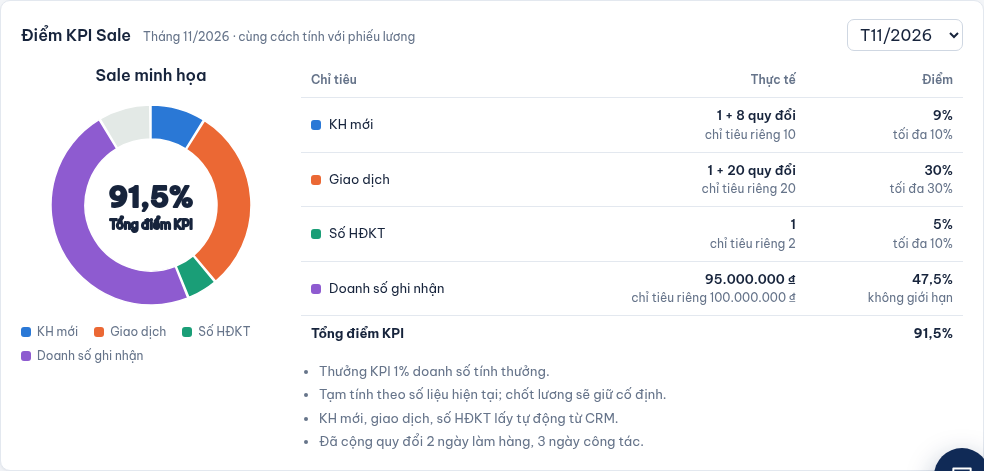 Điểm KPI Sale Tháng 11/2026 · cùng cách tính với phiếu lương T11/2026
Sale minh họa
91,5%
Tổng điểm KPI
KH mới Giao dịch Số HĐKT
Doanh số ghi nhận
Chỉ tiêu Thực tế Điểm
KH mới 1 + 8 quy đổi 9%
chỉ tiêu riêng 10 tối đa 10%
Giao dịch 1 + 20 quy đổi 30%
chỉ tiêu riêng 20 tối đa 30%
Số HĐKT 1 5%
chỉ tiêu riêng 2 tối đa 10%
Doanh số ghi nhận 95.000.000 đ 47,5%
chỉ tiêu riêng 100.000.000 đ không giới hạn
Tổng điểm KPI 91,5%
• Thưởng KPI 1% doanh số tính thưởng.
• Tạm tính theo số liệu hiện tại; chốt lương sẽ giữ cố định.
• KH mới, giao dịch, số HĐKT lấy tự động từ CRM.
• Đã cộng quy đổi 2 ngày làm hàng, 3 ngày công tác.